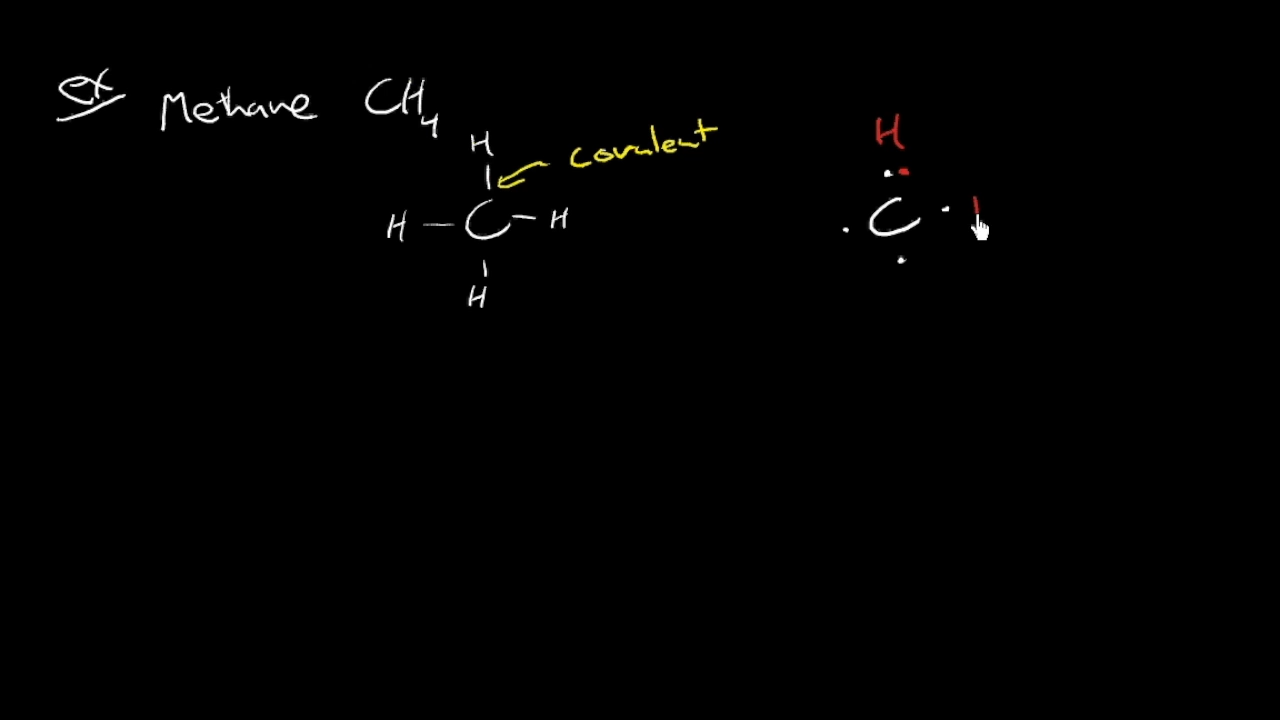 ex Methane CH₄
H
covalent
H – C – H
H
H
C